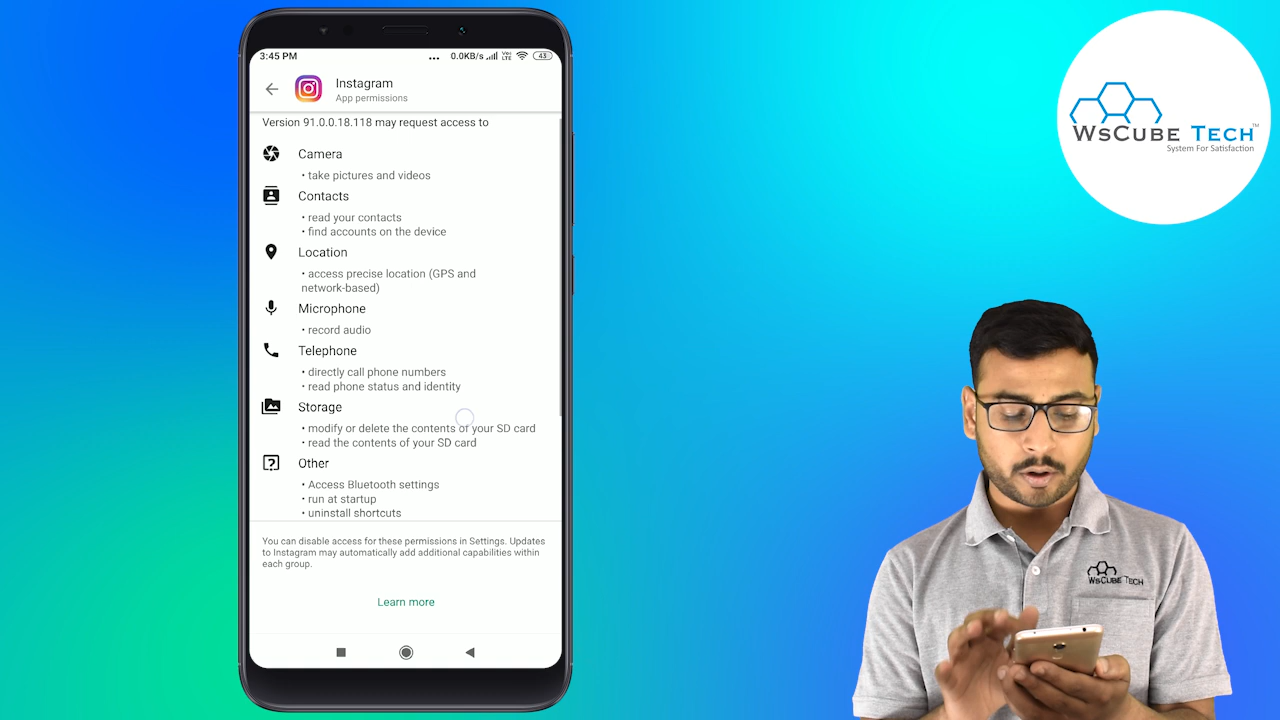 3:45 PM
0.0KB/s
Vo
LTE
43
Instagram
App permissions
Version 91.0.0.18.118 may request access to
Camera
• take pictures and videos
Contacts
• read your contacts
• find accounts on the device
Location
• access precise location (GPS and
network-based)
Microphone
• record audio
Telephone
• directly call phone numbers
• read phone status and identity
Storage
• modify or delete the contents of your SD card
• read the contents of your SD card
Other
• Access Bluetooth settings
• run at startup
• uninstall shortcuts
You can disable access for these permissions in Settings. Updates
to Instagram may automatically add additional capabilities within
each group.
Learn more
WsCube Tech™
System For Satisfaction
WsCube Tech